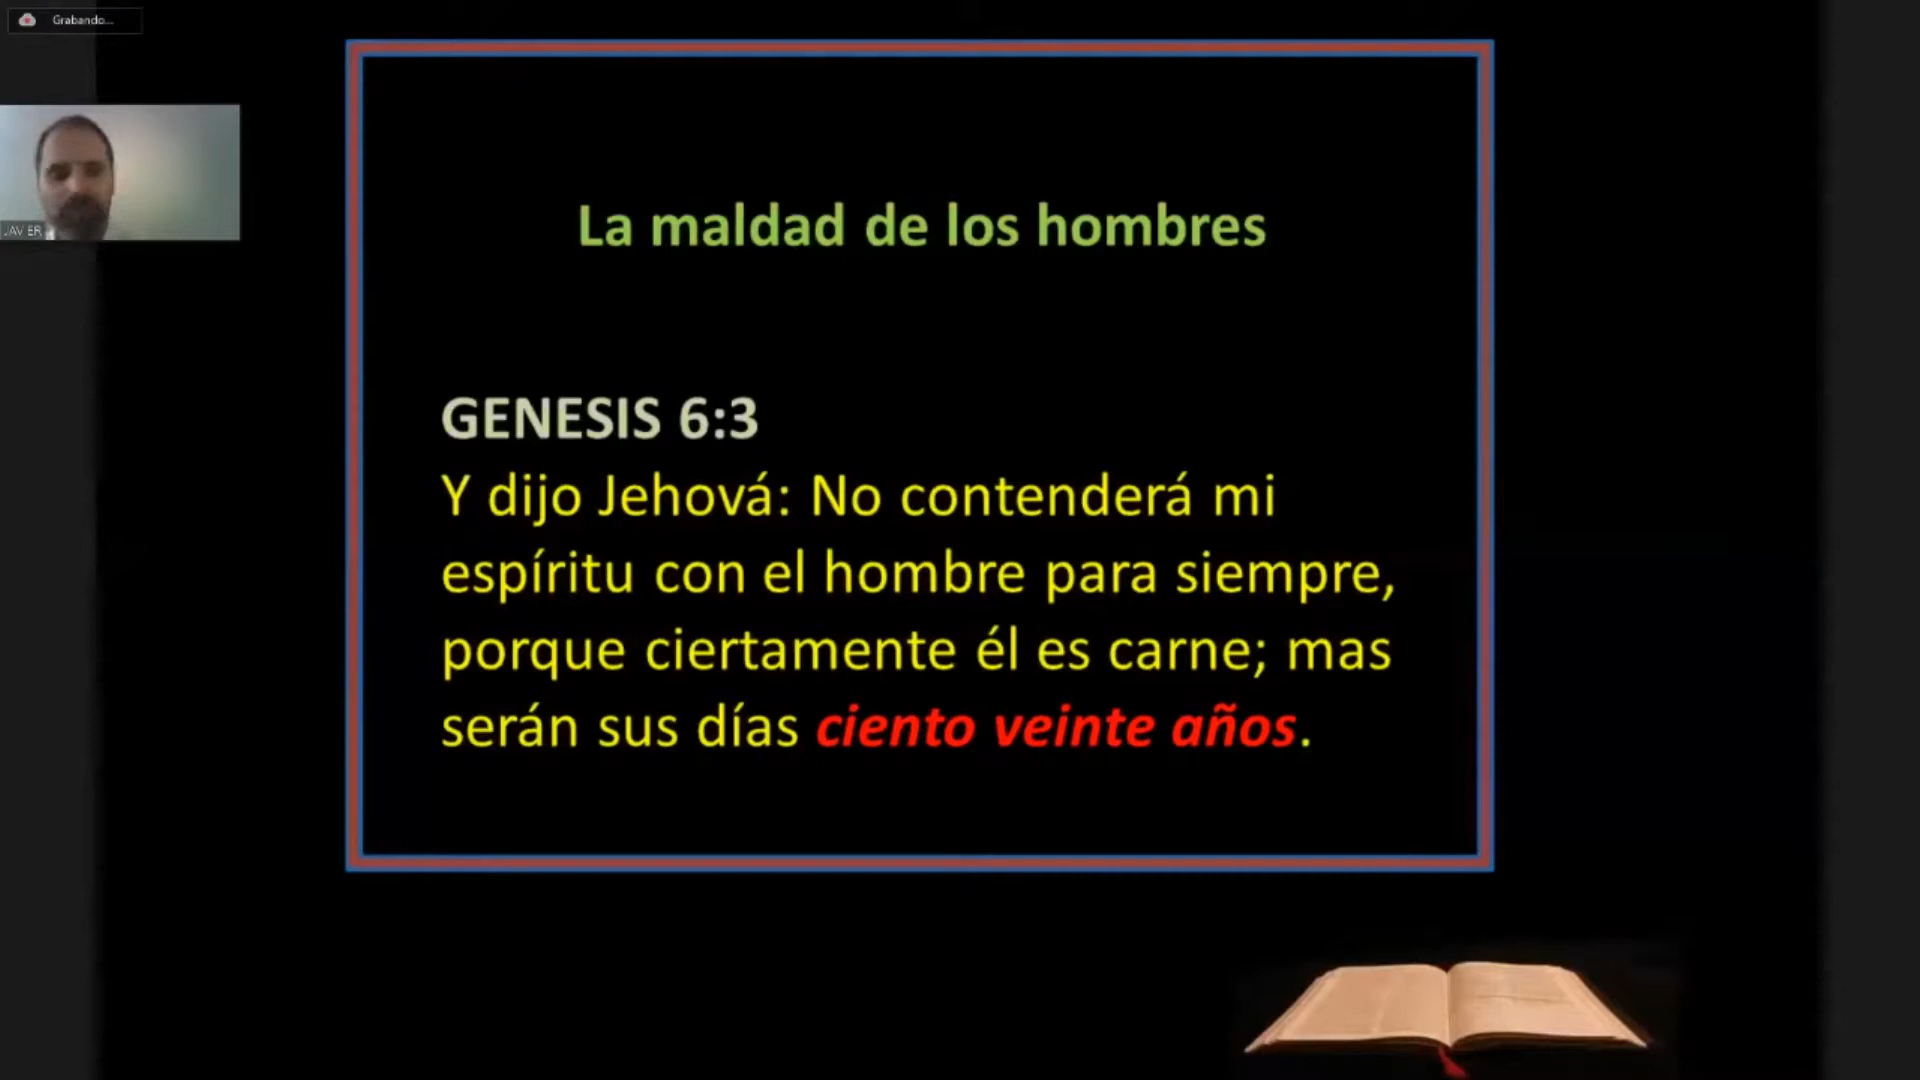 Grabando...
JAVIER
La maldad de los hombres
GENESIS 6:3
Y dijo Jehová: No contenderá mi
espíritu con el hombre para siempre,
porque ciertamente él es carne; mas
serán sus días ciento veinte años.